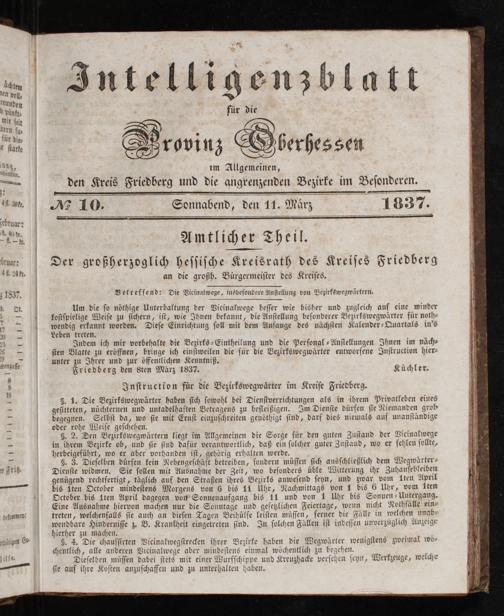 Intelligenzblatt
für die
Provinz Oberhessen
im Allgemeinen,
den Kreis Friedberg und die angrenzenden Bezirke im Besonderen.
№ 10. Sonnabend, den 11. März 1837.
Amtlicher Theil.
Der großherzoglich hessische Kreisrath des Kreises Friedberg
an die großh. Bürgermeister des Kreises.
Betreffend: Die Vicinalwege, insbesondere Anstellung von Bezirkswegwärtern.
Um die so nöthige Unterhaltung der Vicinalwege besser wie bisher und zugleich auf eine minder
kostspielige Weise zu sichern, ist, wie Ihnen bekannt, die Anstellung besonderer Bezirkswegwärter für noth-
wendig erkannt worden. Diese Einrichtung soll mit dem Anfange des nächsten Kalender-Quartals in's
Leben treten.
Indem ich mir vorbehalte die Bezirks-Eintheilung und die Personal-Anstellungen Ihnen im näch-
sten Blatte zu eröffnen, bringe ich einstweilen die für die Bezirkswegwärter entworfene Instruction hier-
unter zu Ihrer und zur öffentlichen Kenntniß.
Friedberg den 8ten März 1837. Küchler.
Instruction für die Bezirkswegwärter im Kreise Friedberg.
§. 1. Die Bezirkswegwärter haben sich sowohl bei Dienstverrichtungen als in ihrem Privatleben eines
gesitteten, nüchternen und untadelhaften Betragens zu befleißigen. Im Dienste dürfen sie Niemanden grob
begegnen. Selbst da, wo sie mit Ernst einzuschreiten genöthigt sind, darf dies niemals auf unanständige
oder rohe Weise geschehen.
§. 2. Den Bezirkswegwärtern liegt im Allgemeinen die Sorge für den guten Zustand der Vicinalwege
in ihrem Bezirke ob, und sie sind dafür verantwortlich, daß ein solcher guter Zustand, wo er fehlen sollte,
herbeigeführt, wo er aber vorhanden ist, gehörig erhalten werde.
§. 3. Dieselben dürfen kein Nebengeschäft betreiben, sondern müssen sich ausschließlich dem Wegwärter-
Dienste widmen. Sie sollen mit Ausnahme der Zeit, wo besonders üble Witterung ihr Zuhausebleiben
genügend rechtfertigt, täglich auf den Straßen ihres Bezirks anwesend seyn, und zwar vom 1ten April
bis 1ten October mindestens Morgens von 6 bis 11 Uhr, Nachmittags von 1 bis 6 Uhr, vom 1ten
October bis 1ten April dagegen von Sonnenaufgang bis 11 und von 1 Uhr bis Sonnen-Untergang.
Eine Ausnahme hiervon machen nur die Sonntage und gesetzlichen Feiertage, wenn nicht Nothfälle ein-
treten, welchenfalls sie auch an diesen Tagen Beihülfe leisten müssen, ferner die Fälle in welchen unab-
wendbare Hindernisse z. B. Krankheit eingetreten sind. In solchen Fällen ist indessen unverzüglich Anzeige
hierher zu machen.
§. 4. Die chaussirten Vicinalwegstrecken ihrer Bezirke haben die Wegwärter wenigstens zweimal wö-
chentlich, alle anderen Vicinalwege aber mindestens einmal wöchentlich zu begehen.
Dieselben müssen dabei stets mit einer Wurfschippe und Kreuzhacke versehen seyn, Werkzeuge, welche
sie auf ihre Kosten anzuschaffen und zu unterhalten haben.